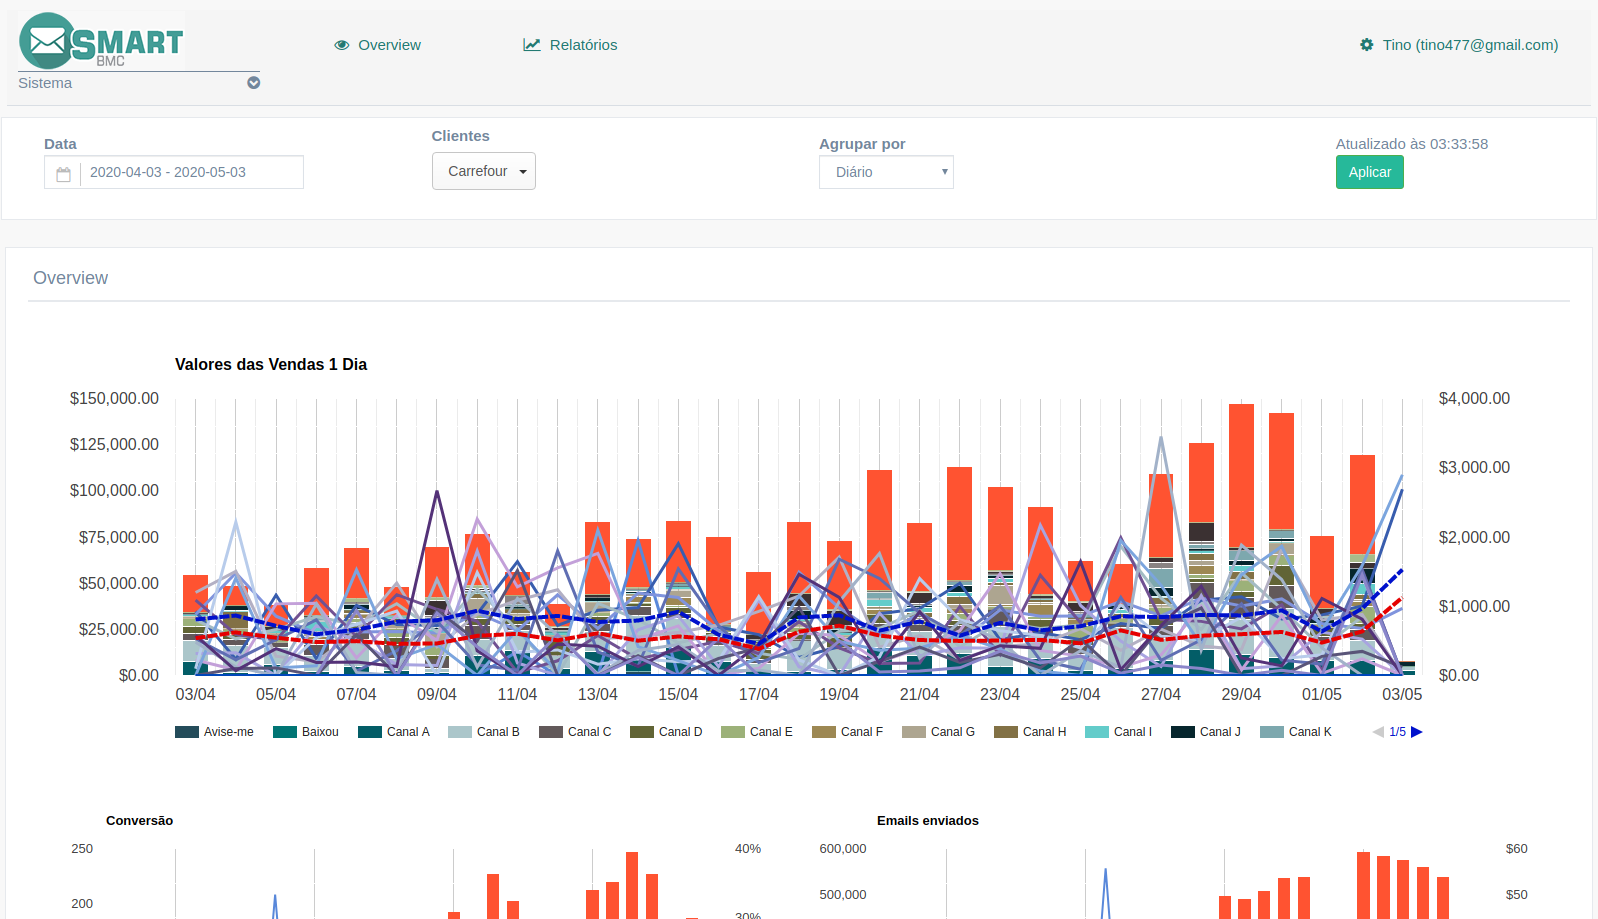 SMART
BMC
Sistema
Overview
Relatórios
Tino (tino477@gmail.com)
Data
2020-04-03 - 2020-05-03
Clientes
Carrefour
Agrupar por
Diário
Atualizado às 03:33:58
Aplicar
Overview
Valores das Vendas 1 Dia
$150,000.00
$125,000.00
$100,000.00
$75,000.00
$50,000.00
$25,000.00
$0.00
$4,000.00
$3,000.00
$2,000.00
$1,000.00
$0.00
03/04 05/04 07/04 09/04 11/04 13/04 15/04 17/04 19/04 21/04 23/04 25/04 27/04 29/04 01/05 03/05
Avise-me Baixou Canal A Canal B Canal C Canal D Canal E Canal F Canal G Canal H Canal I Canal J Canal K 1/5
Conversão
250
200
40%
30%
Emails enviados
600,000
500,000
$60
$50